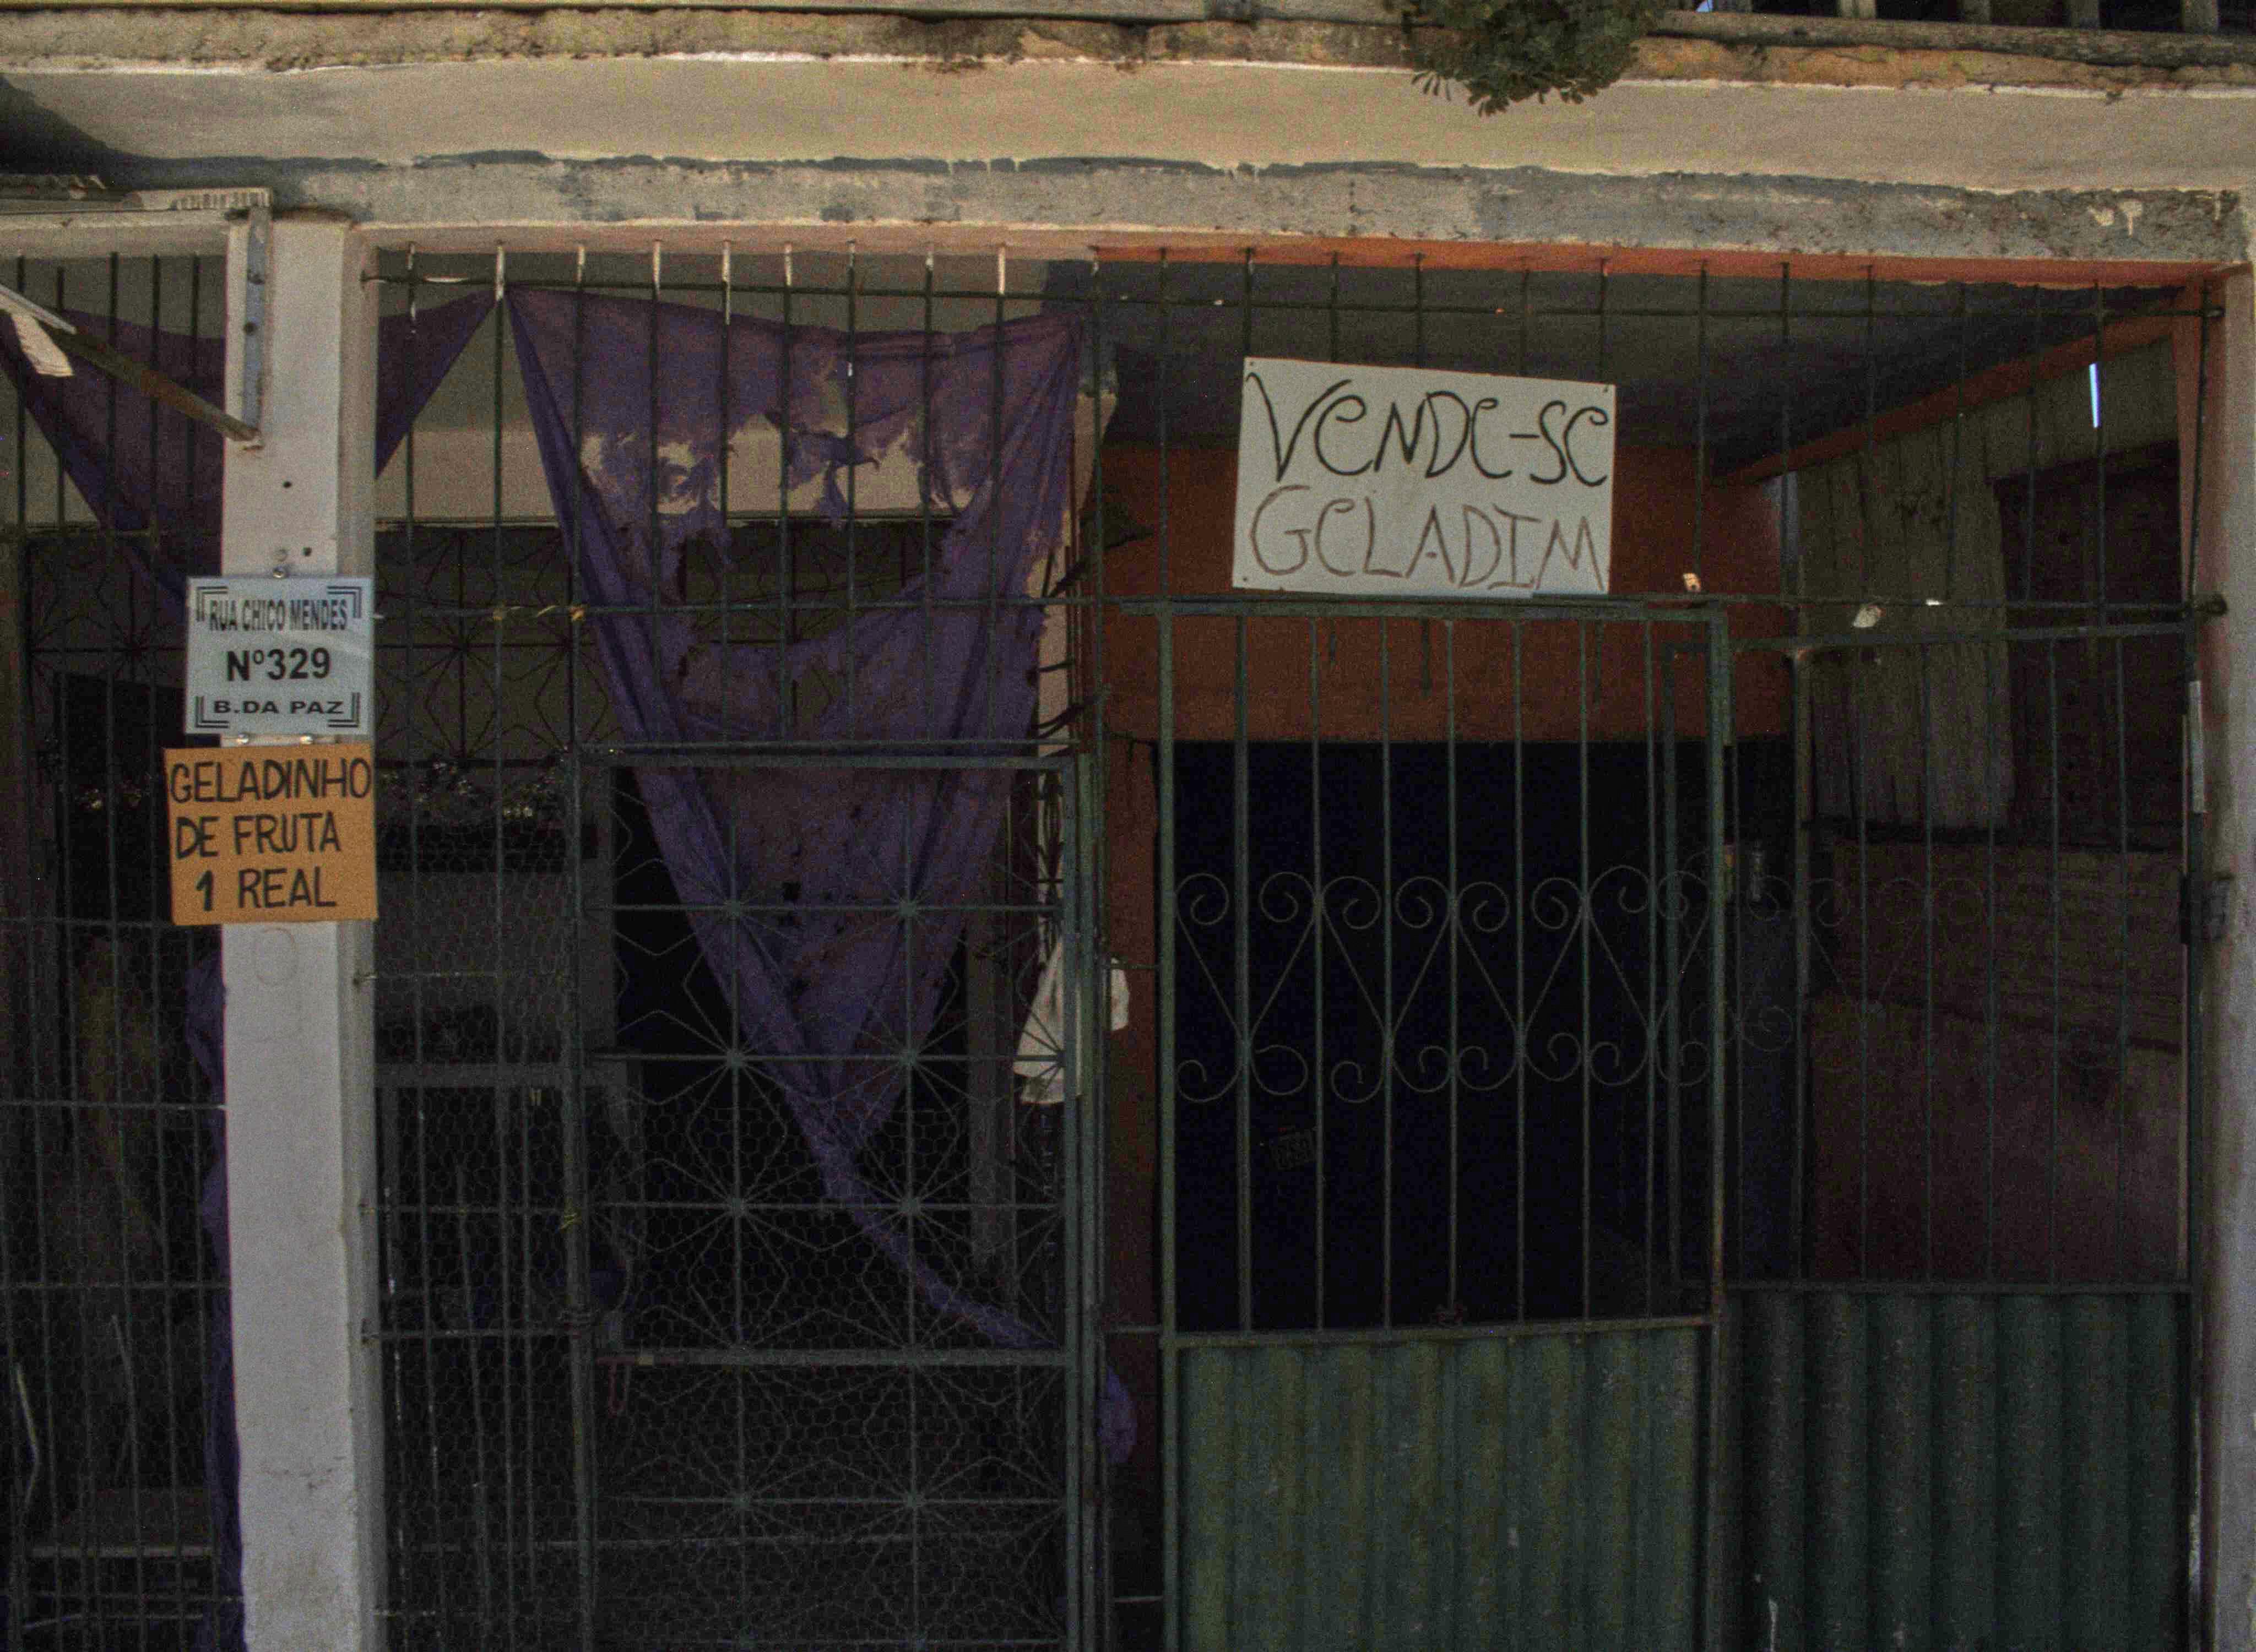 VENDE-SE
GELADIM
RUA CHICO MENDES
Nº329
B.DA PAZ
GELADINHO
DE FRUTA
1 REAL